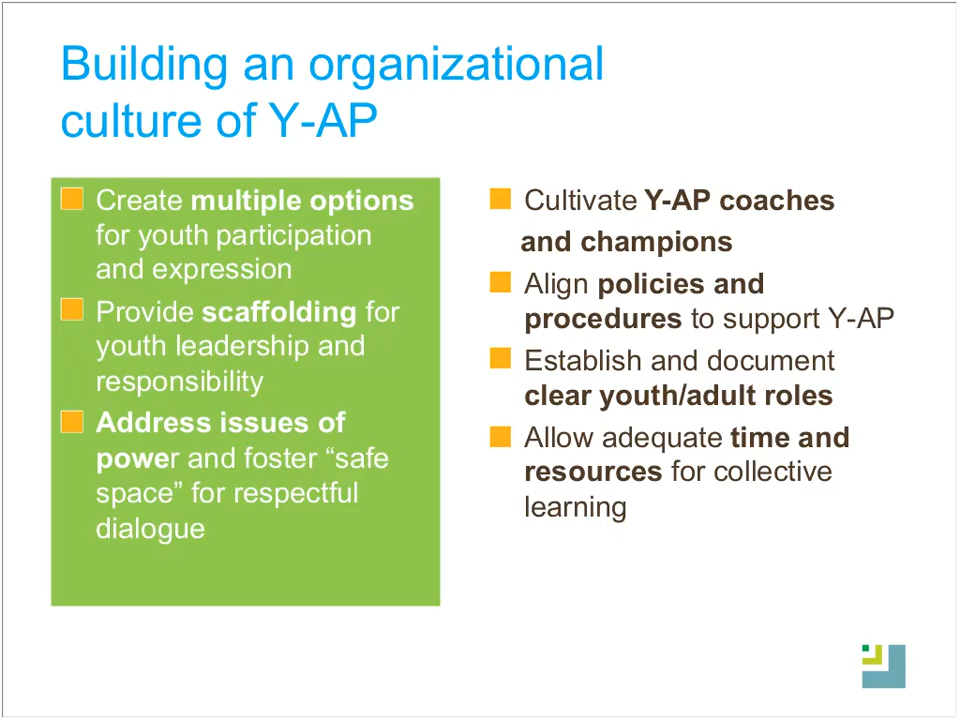 Building an organizational
culture of Y-AP
Create multiple options
for youth participation
and expression
Provide scaffolding for
youth leadership and
responsibility
Address issues of
power and foster “safe
space” for respectful
dialogue
Cultivate Y-AP coaches
and champions
Align policies and
procedures to support Y-AP
Establish and document
clear youth/adult roles
Allow adequate time and
resources for collective
learning